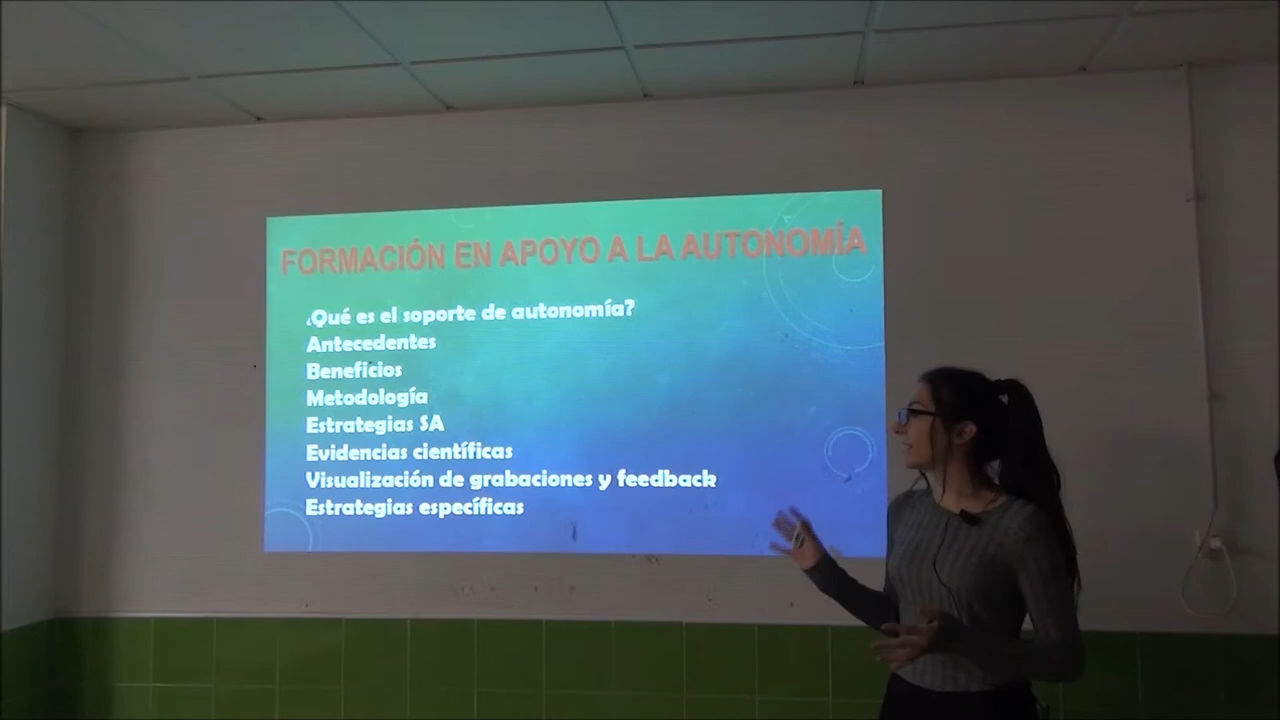 FORMACIÓN EN APOYO A LA AUTONOMÍA
¿Qué es el soporte de autonomía?
Antecedentes
Beneficios
Metodología
Estrategias SA
Evidencias científicas
Visualización de grabaciones y feedback
Estrategias específicas